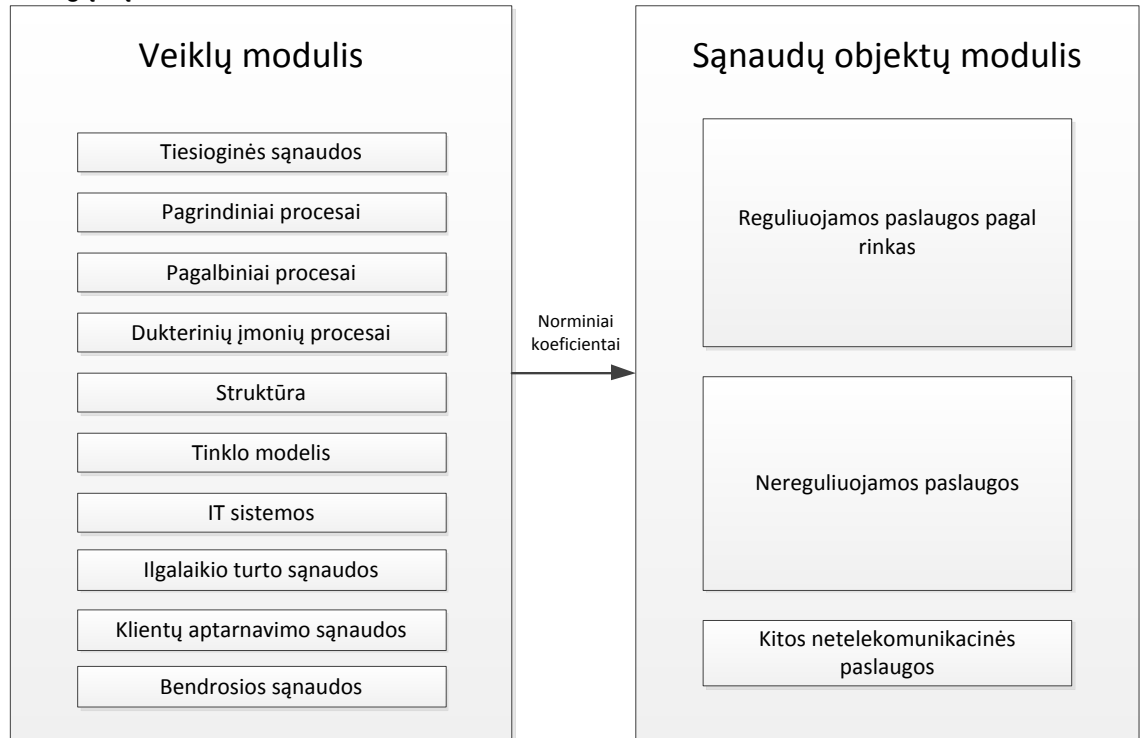 Veiklų modulis
Tiesioginės sąnaudos
Pagrindiniai procesai
Pagalbiniai procesai
Dukterinių įmonių procesai
Struktūra
Tinklo modelis
IT sistemos
Ilgalaikio turto sąnaudos
Klientų aptarnavimo sąnaudos
Bendrosios sąnaudos
Norminiai
koeficientai
Sąnaudų objektų modulis
Reguliuojamos paslaugos pagal
rinkas
Nereguliuojamos paslaugos
Kitos netelekomunikacinės
paslaugos